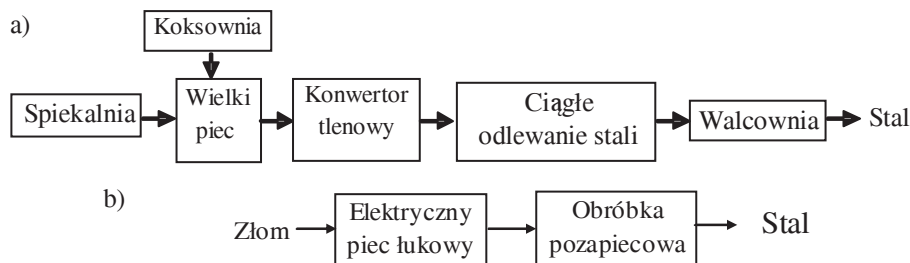 a)
Koksownia
Spiekalnia
Wielki
piec
Konwertor
tlenowy
Ciągłe
odlewanie stali
Walcownia
Stal
b)
Złom
Elektryczny
piec łukowy
Obróbka
pozapiecowa
Stal